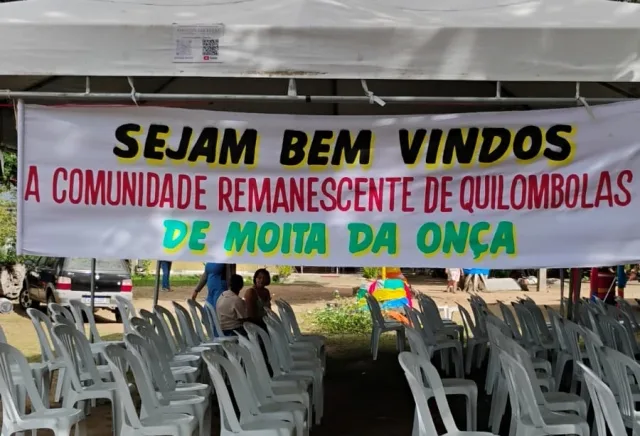 SEJAM BEM VINDOS
A COMUNIDADE REMANESCENTE DE QUILOMBOLAS
DE MOITA DA ONÇA